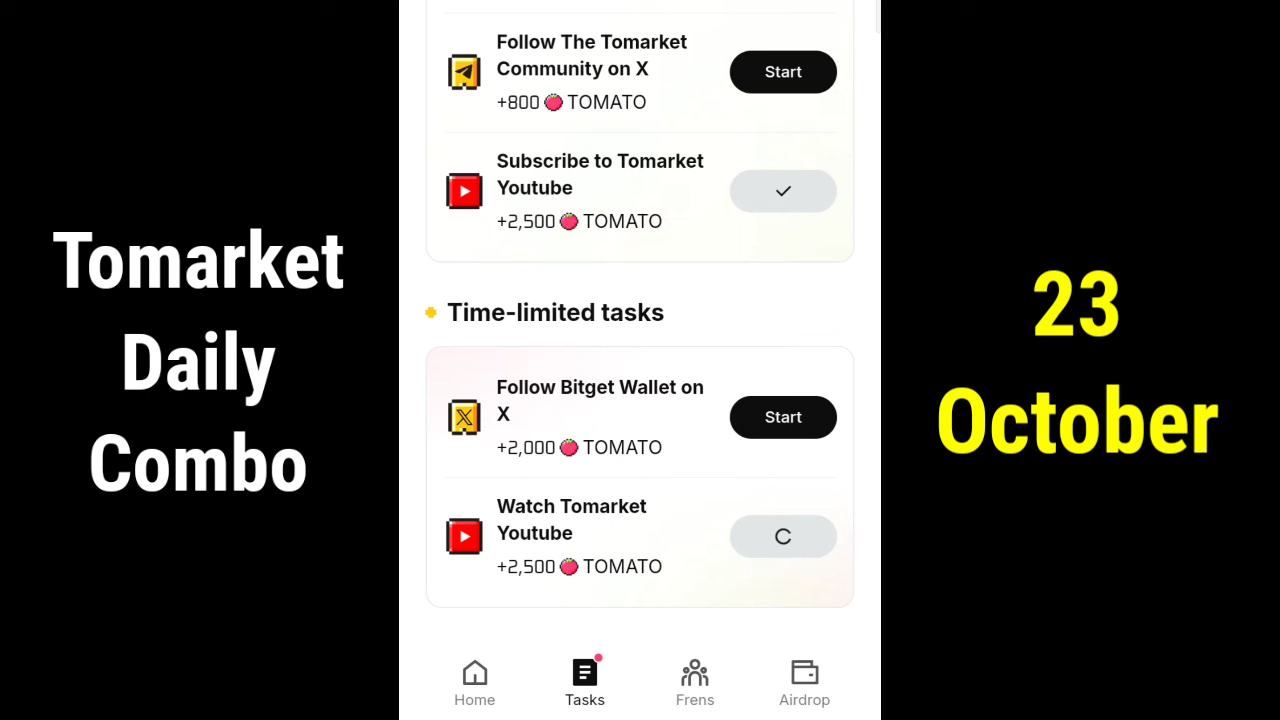 Tomarket
Daily
Combo
Follow The Tomarket
Community on X
+800 TOMATO
Start
Subscribe to Tomarket
Youtube
+2,500 TOMATO
Time-limited tasks
Follow Bitget Wallet on
X
+2,000 TOMATO
Start
Watch Tomarket
Youtube
+2,500 TOMATO
Home
Tasks
Frens
Airdrop
23
October